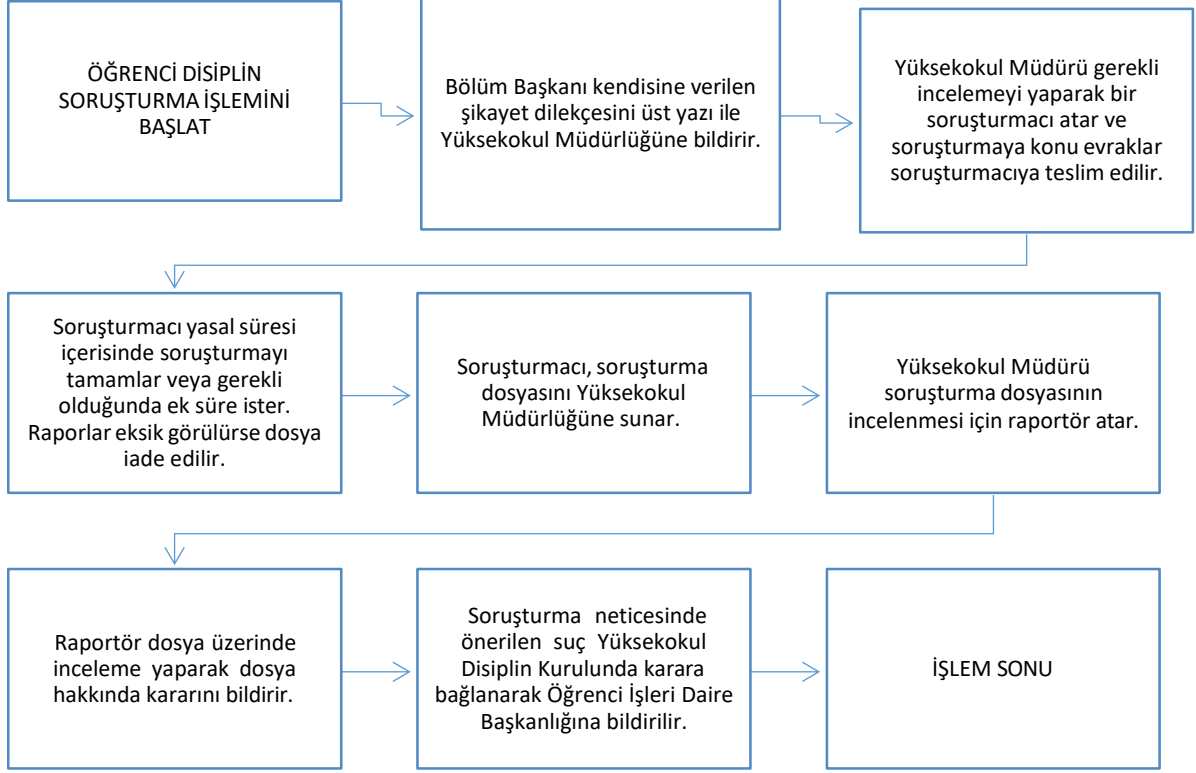 ÖĞRENCİ DİSİPLİN
SORUŞTURMA İŞLEMİNİ
BAŞLAT
Bölüm Başkanı kendisine verilen
şikayet dilekçesini üst yazı ile
Yüksekokul Müdürlüğüne bildirir.
Yüksekokul Müdürü gerekli
incelemeyi yaparak bir
soruşturmacı atar ve
soruşturmaya konu evraklar
soruşturmacıya teslim edilir.
Soruşturmacı yasal süresi
içerisinde soruşturmayı
tamamlar veya gerekli
olduğunda ek süre ister.
Raporlar eksik görülürse dosya
iade edilir.
Soruşturmacı, soruşturma
dosyasını Yüksekokul
Müdürlüğüne sunar.
Yüksekokul Müdürü
soruşturma dosyasının
incelenmesi için raportör atar.
Raportör dosya üzerinde
inceleme yaparak dosya
hakkında kararını bildirir.
Soruşturma neticesinde
önerilen suç Yüksekokul
Disiplin Kurulunda karara
bağlanarak Öğrenci İşleri Daire
Başkanlığına bildirilir.
İŞLEM SONU